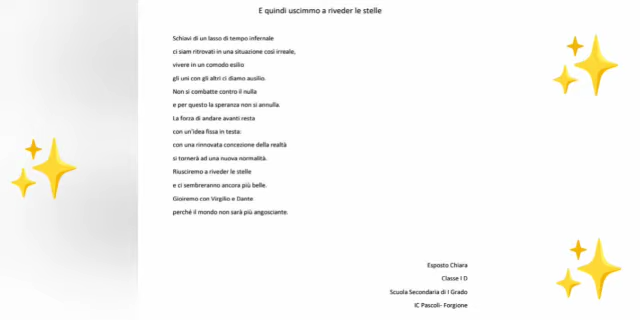 E quindi uscimmo a riveder le stelle
Schiavi di un lasso di tempo infernale
ci siam ritrovati in una situazione così irreale,
vivere in un comodo esilio
gli uni con gli altri ci diamo ausilio.
Non si combatte contro il nulla
e per questo la speranza non si annulla.
La forza di andare avanti resta
con un'idea fissa in testa:
con una rinnovata concezione della realtà
si tornerà ad una nuova normalità.
Riusciremo a riveder le stelle
e ci sembreranno ancora più belle.
Gioiremo con Virgilio e Dante
perché il mondo non sarà più angosciante.
Esposto Chiara
Classe I D
Scuola Secondaria di I Grado
IC Pascoli- Forgione